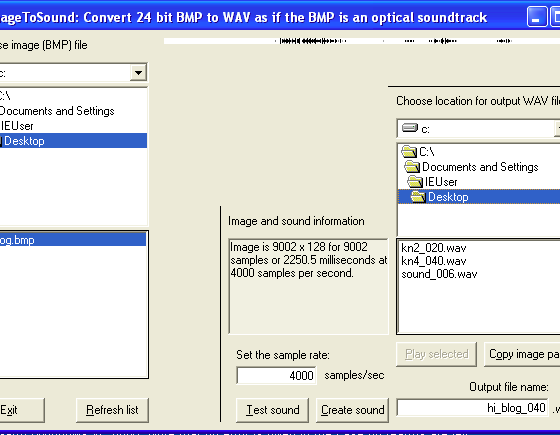 ageToSound: Convert 24 bit BMP to WAV as if the BMP is an optical soundtrack
se image (BMP) file
c:
C:\
Documents and Settings
IEUser
Desktop
og.bmp
Exit
Refresh list
Image and sound information
Image is 9002 x 128 for 9002
samples or 2250.5 milliseconds at
4000 samples per second.
Set the sample rate:
4000 samples/sec
Test sound
Create sound
Choose location for output WAV file
c:
C:\
Documents and Settings
IEUser
Desktop
kn2_020.wav
kn4_040.wav
sound_006.wav
Play selected
Copy image pa
Output file name:
hi_blog_040 .w